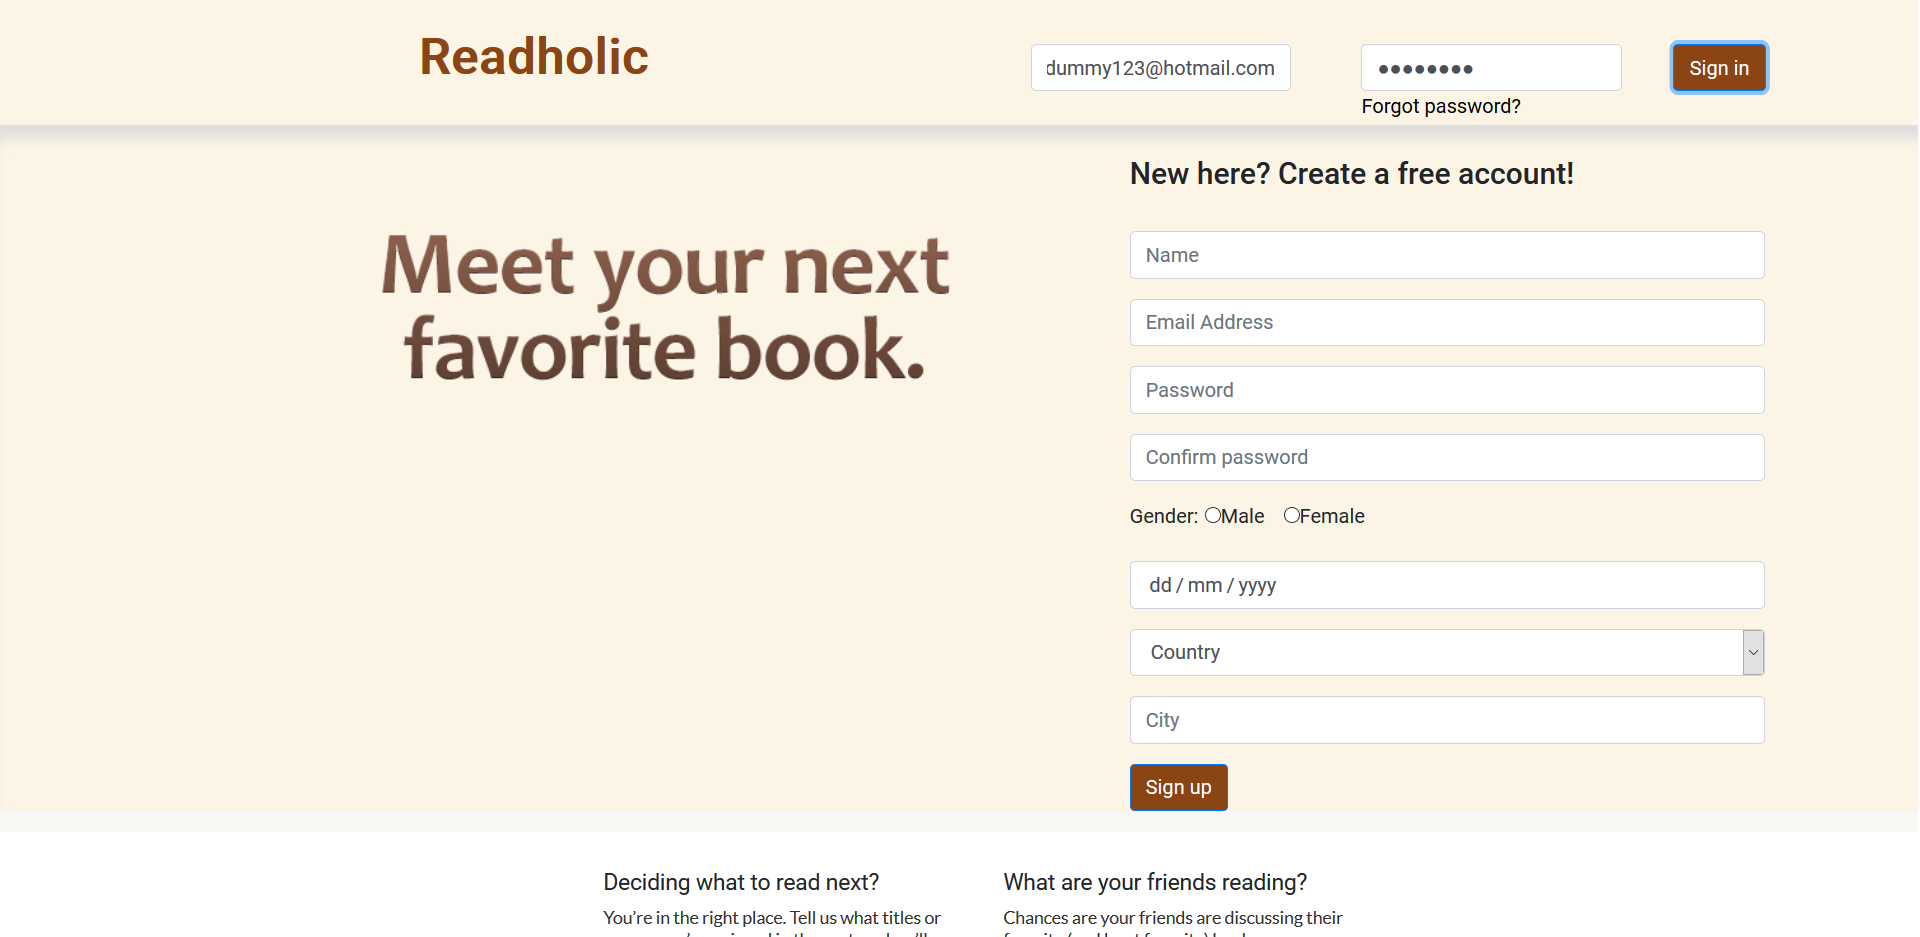 Readholic
dummy123@hotmail.com
Sign in
Forgot password?
New here? Create a free account!
Meet your next
favorite book.
Name
Email Address
Password
Confirm password
Gender: Male Female
dd / mm / yyyy
Country
City
Sign up
Deciding what to read next?
You’re in the right place. Tell us what titles or
What are your friends reading?
Chances are your friends are discussing their